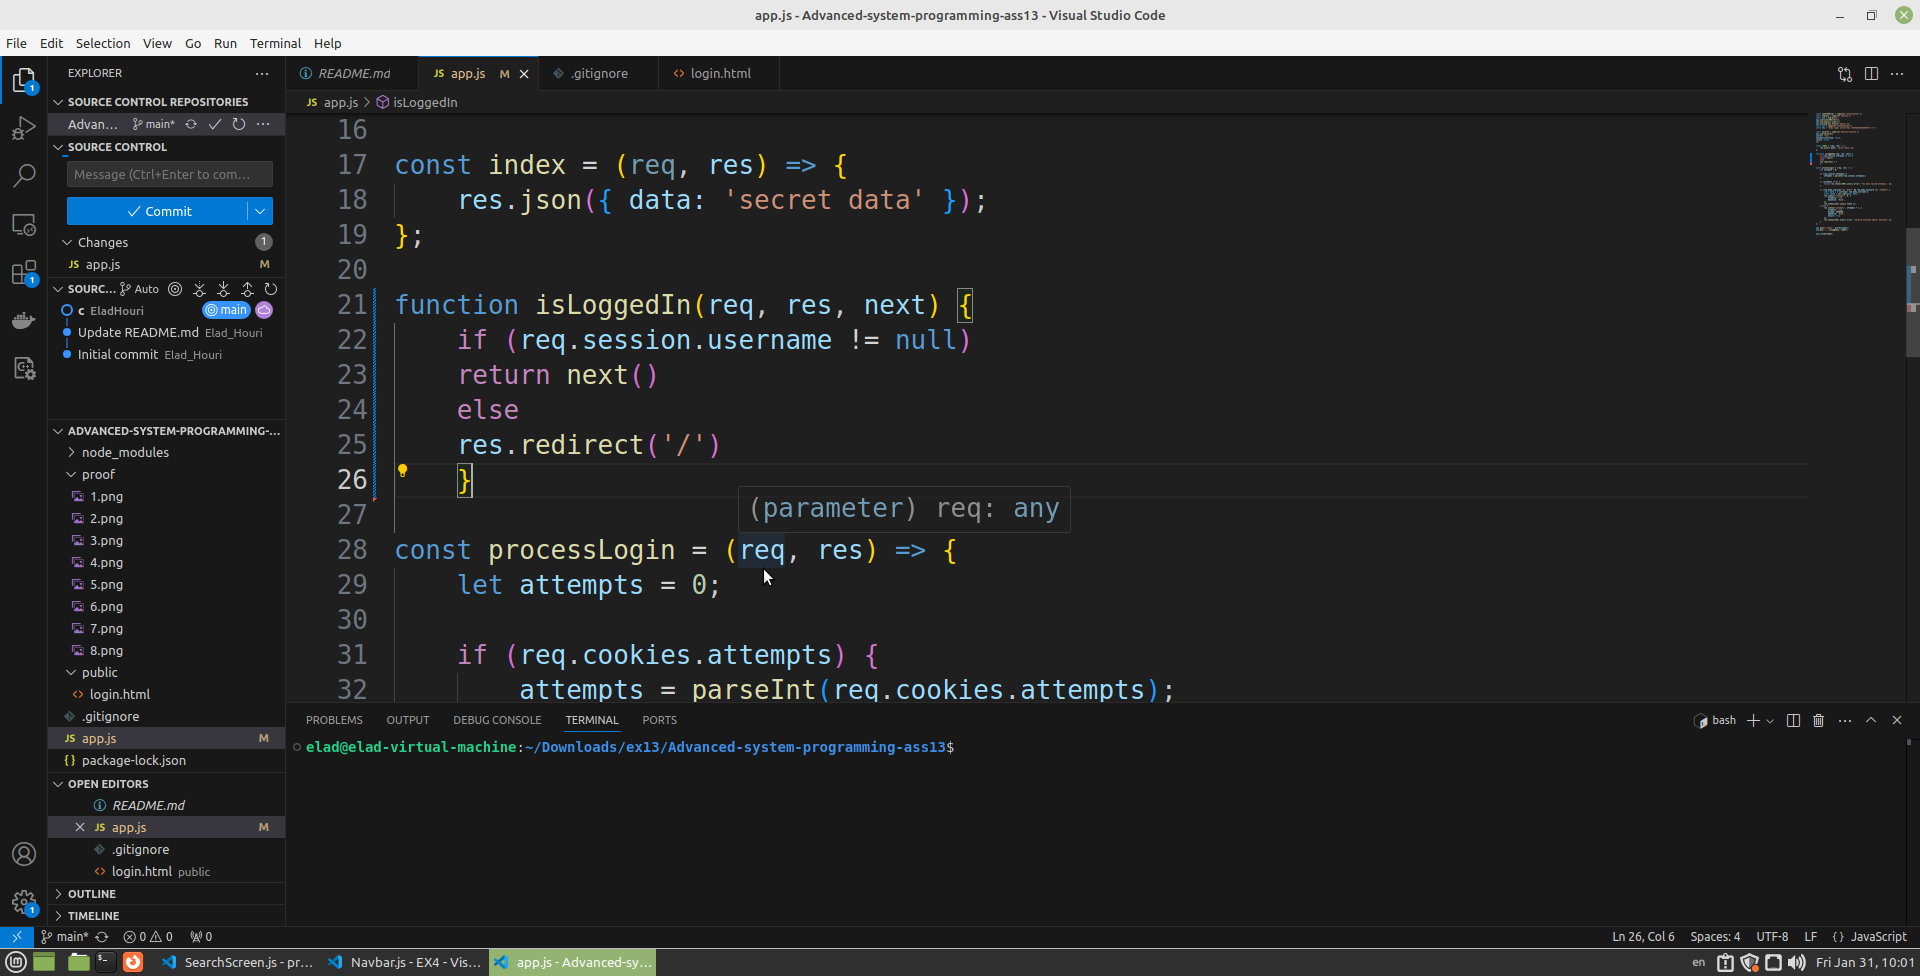 app.js - Advanced-system-programming-ass13 - Visual Studio Code
File Edit Selection View Go Run Terminal Help
EXPLORER
SOURCE CONTROL REPOSITORIES
Advan... main*
SOURCE CONTROL
Message (Ctrl+Enter to com...
Commit
Changes 1
JS app.js M
SOURC... Auto
c EladHouri main
Update README.md Elad_Houri
Initial commit Elad_Houri
ADVANCED-SYSTEM-PROGRAMMING-...
node_modules
proof
1.png
2.png
3.png
4.png
5.png
6.png
7.png
8.png
public
login.html
.gitignore
JS app.js M
{} package-lock.json
OPEN EDITORS
README.md
JS app.js M
.gitignore
login.html public
OUTLINE
TIMELINE
1
1
1
README.md
JS app.js M
.gitignore
login.html
JS app.js > isLoggedIn
16
17 const index = (req, res) => {
18 res.json({ data: 'secret data' });
19 };
20
21 function isLoggedIn(req, res, next) {
22 if (req.session.username != null)
23 return next()
24 else
25 res.redirect('/')
26 }
27
(parameter) req: any
28 const processLogin = (req, res) => {
29 let attempts = 0;
30
31 if (req.cookies.attempts) {
32 attempts = parseInt(req.cookies.attempts);
PROBLEMS OUTPUT DEBUG CONSOLE TERMINAL PORTS
bash
elad@elad-virtual-machine:~/Downloads/ex13/Advanced-system-programming-ass13$
main* 0 0 0
Ln 26, Col 6 Spaces: 4 UTF-8 LF {} JavaScript
SearchScreen.js - pr...
Navbar.js - EX4 - Vis...
app.js - Advanced-sy...
en
Fri Jan 31, 10:01